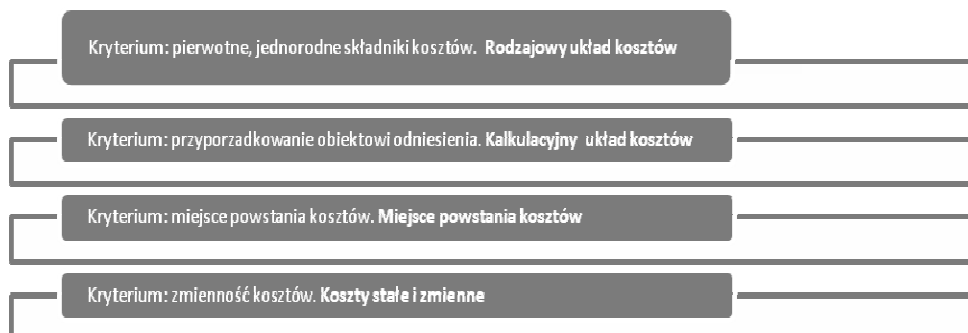 Kryterium: pierwotne, jednorodne składniki kosztów. Rodzajowy układ kosztów
Kryterium: przyporzadkowanie obiektowi odniesienia. Kalkulacyjny układ kosztów
Kryterium: miejsce powstania kosztów. Miejsce powstania kosztów
Kryterium: zmienność kosztów. Koszty stałe i zmienne